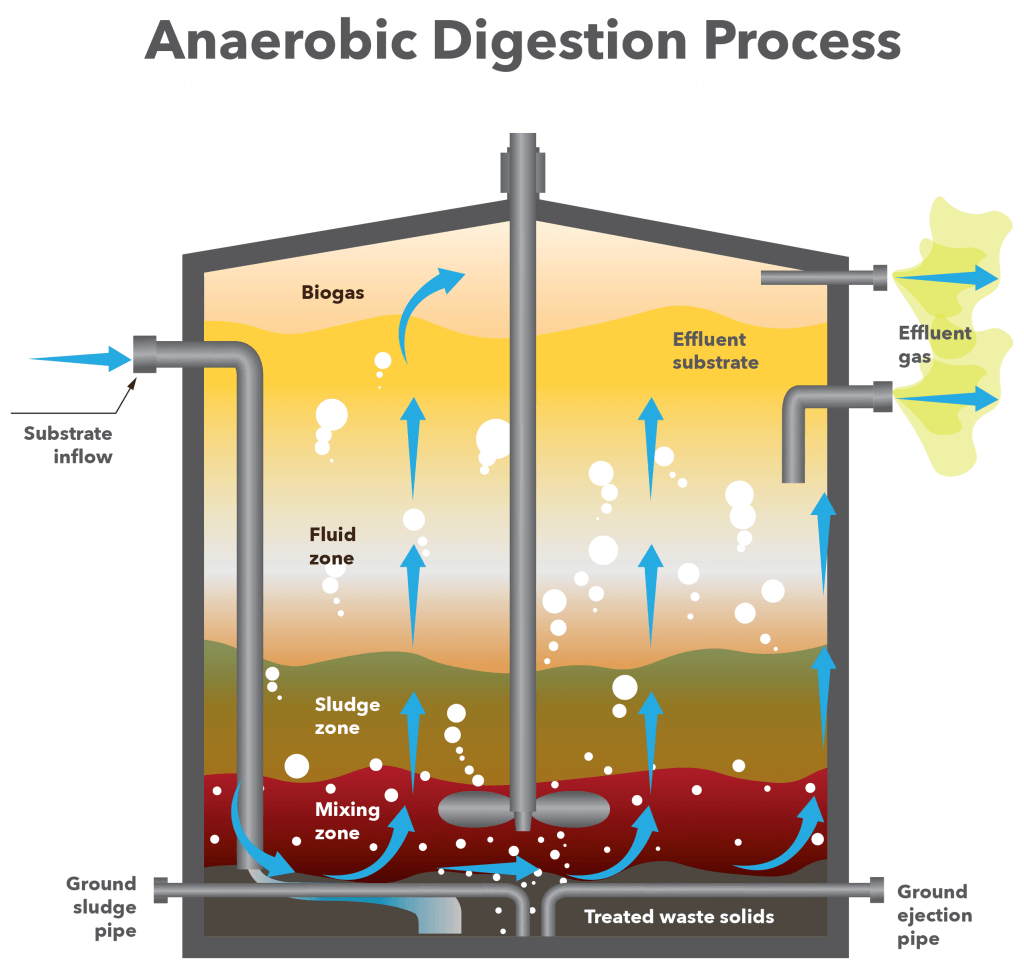 Anaerobic Digestion Process
Biogas
Effluent
substrate
Effluent
gas
Substrate
inflow
Fluid
zone
Sludge
zone
Mixing
zone
Ground
sludge
pipe
Treated waste solids
Ground
ejection
pipe